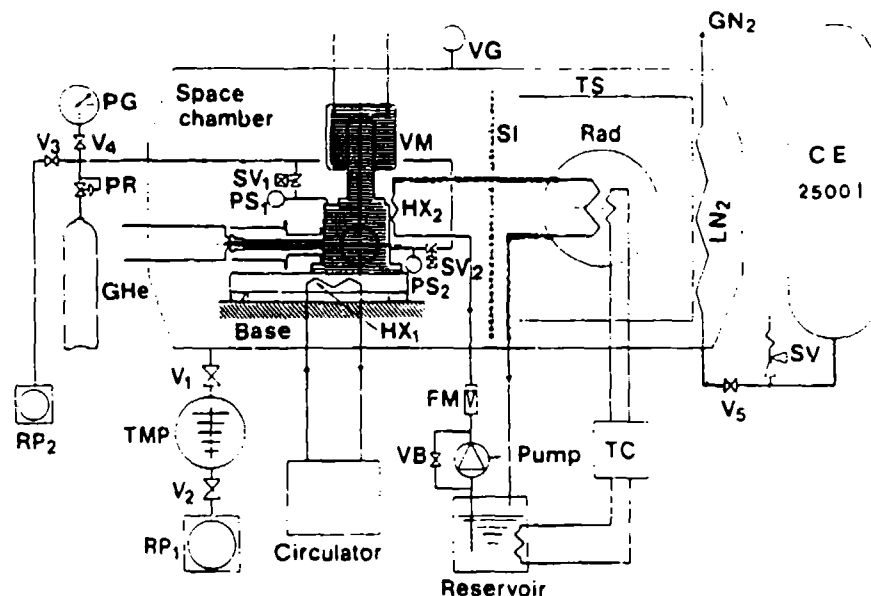 GN₂
VG
PG
Space
chamber
TS
V₃
V₄
VM
SI
Rad
CE
2500 l
PR
SV₁
PS₁
HX₂
LN₂
GHe
SV₂
PS₂
Base
HX₁
SV
V₁
FM
V₅
RP₂
TMP
VB
Pump
TC
V₂
RP₁
Circulator
Reservoir